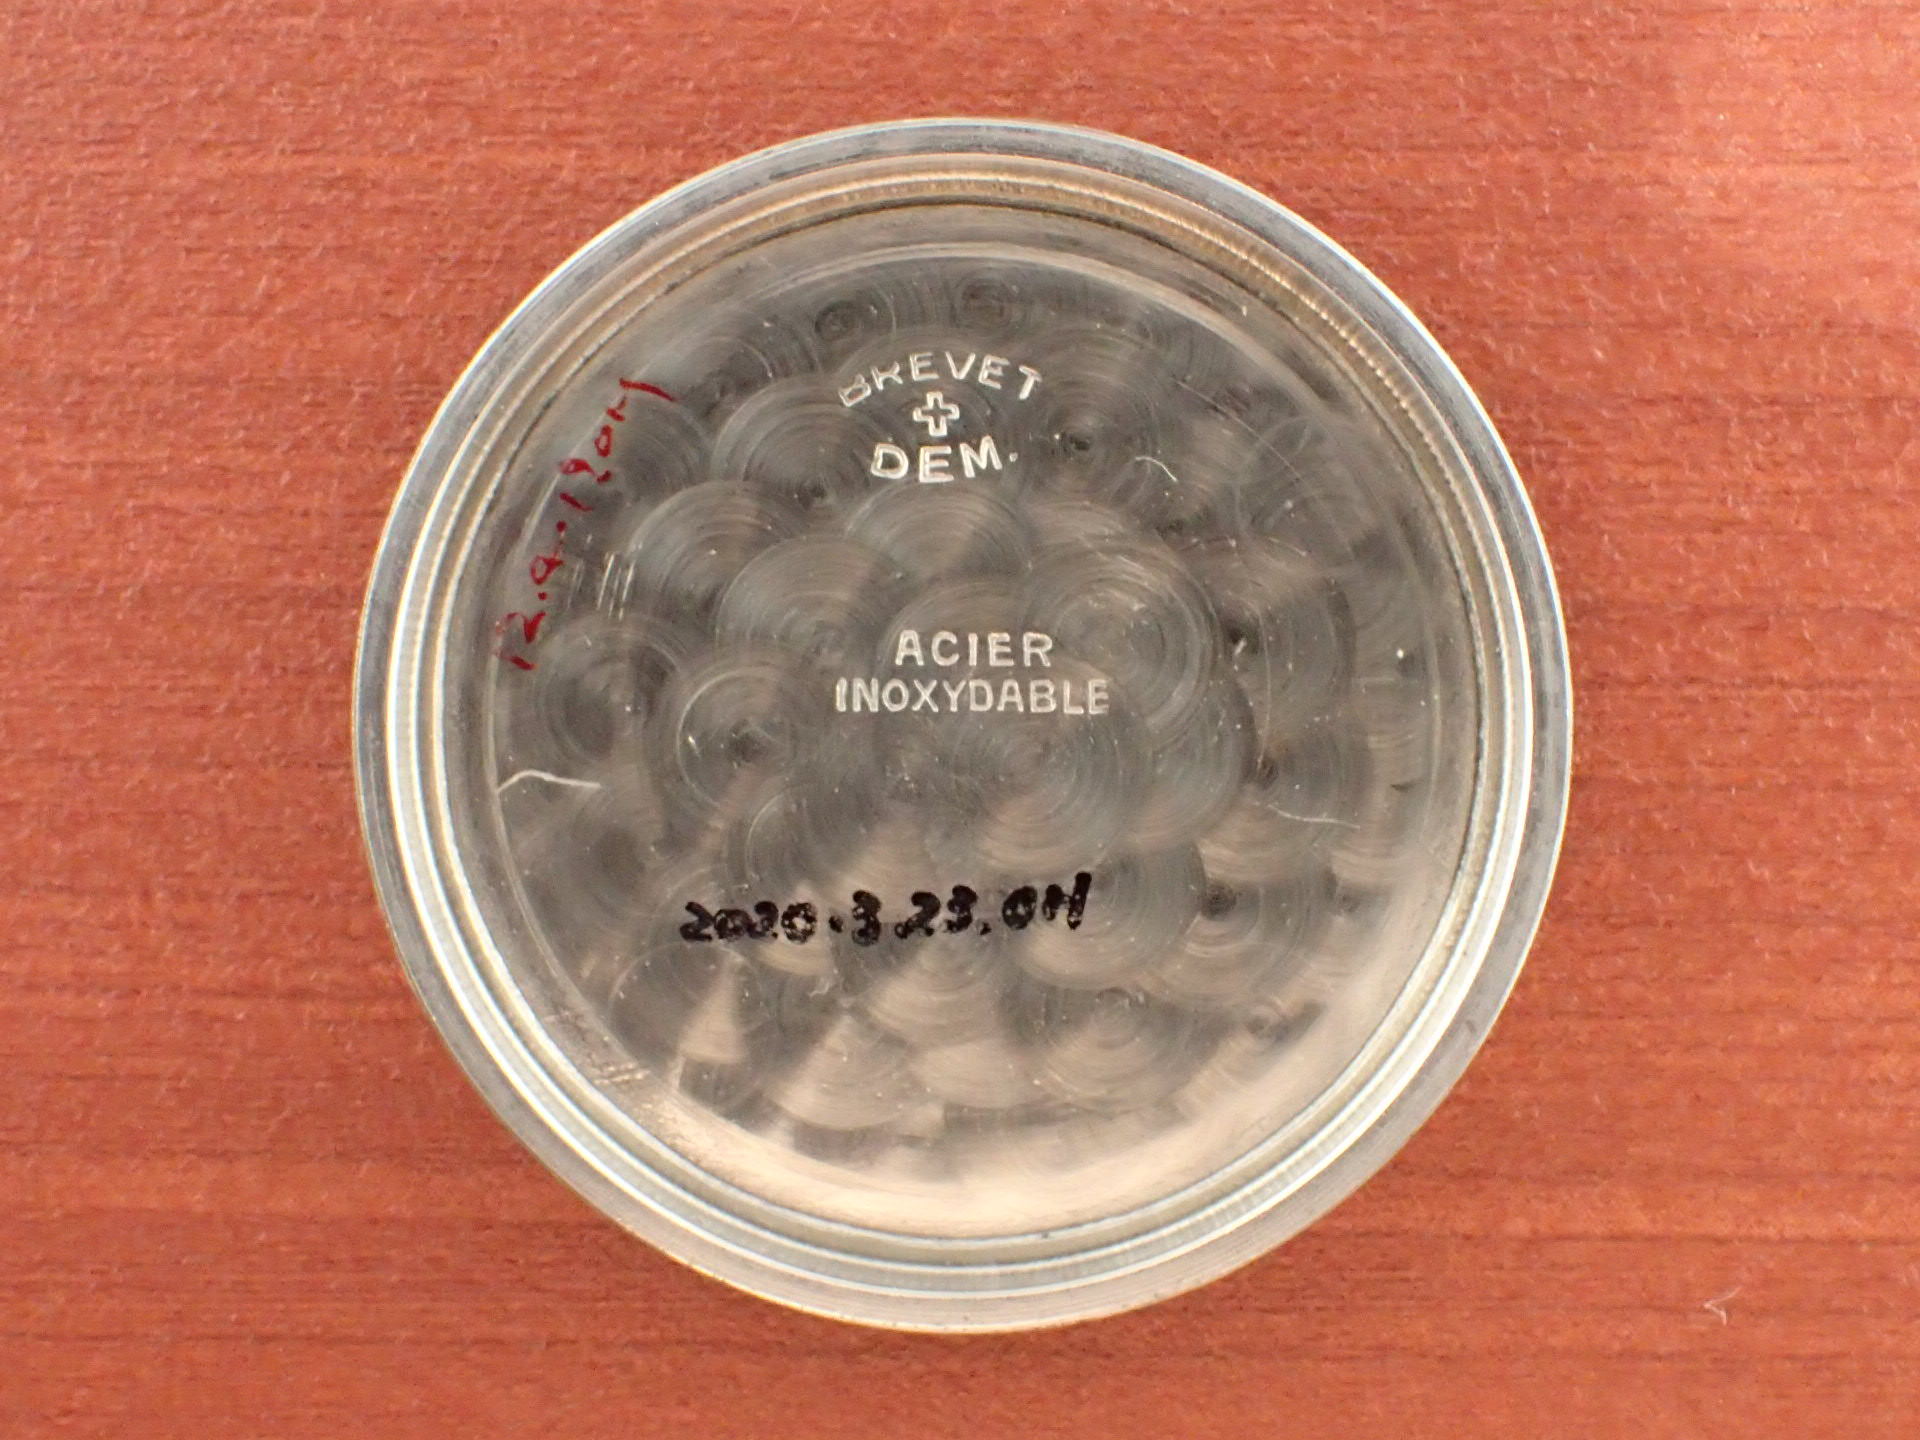 BREVET
DEM.
ACIER
INOXYDABLE
2020.3.23.OH